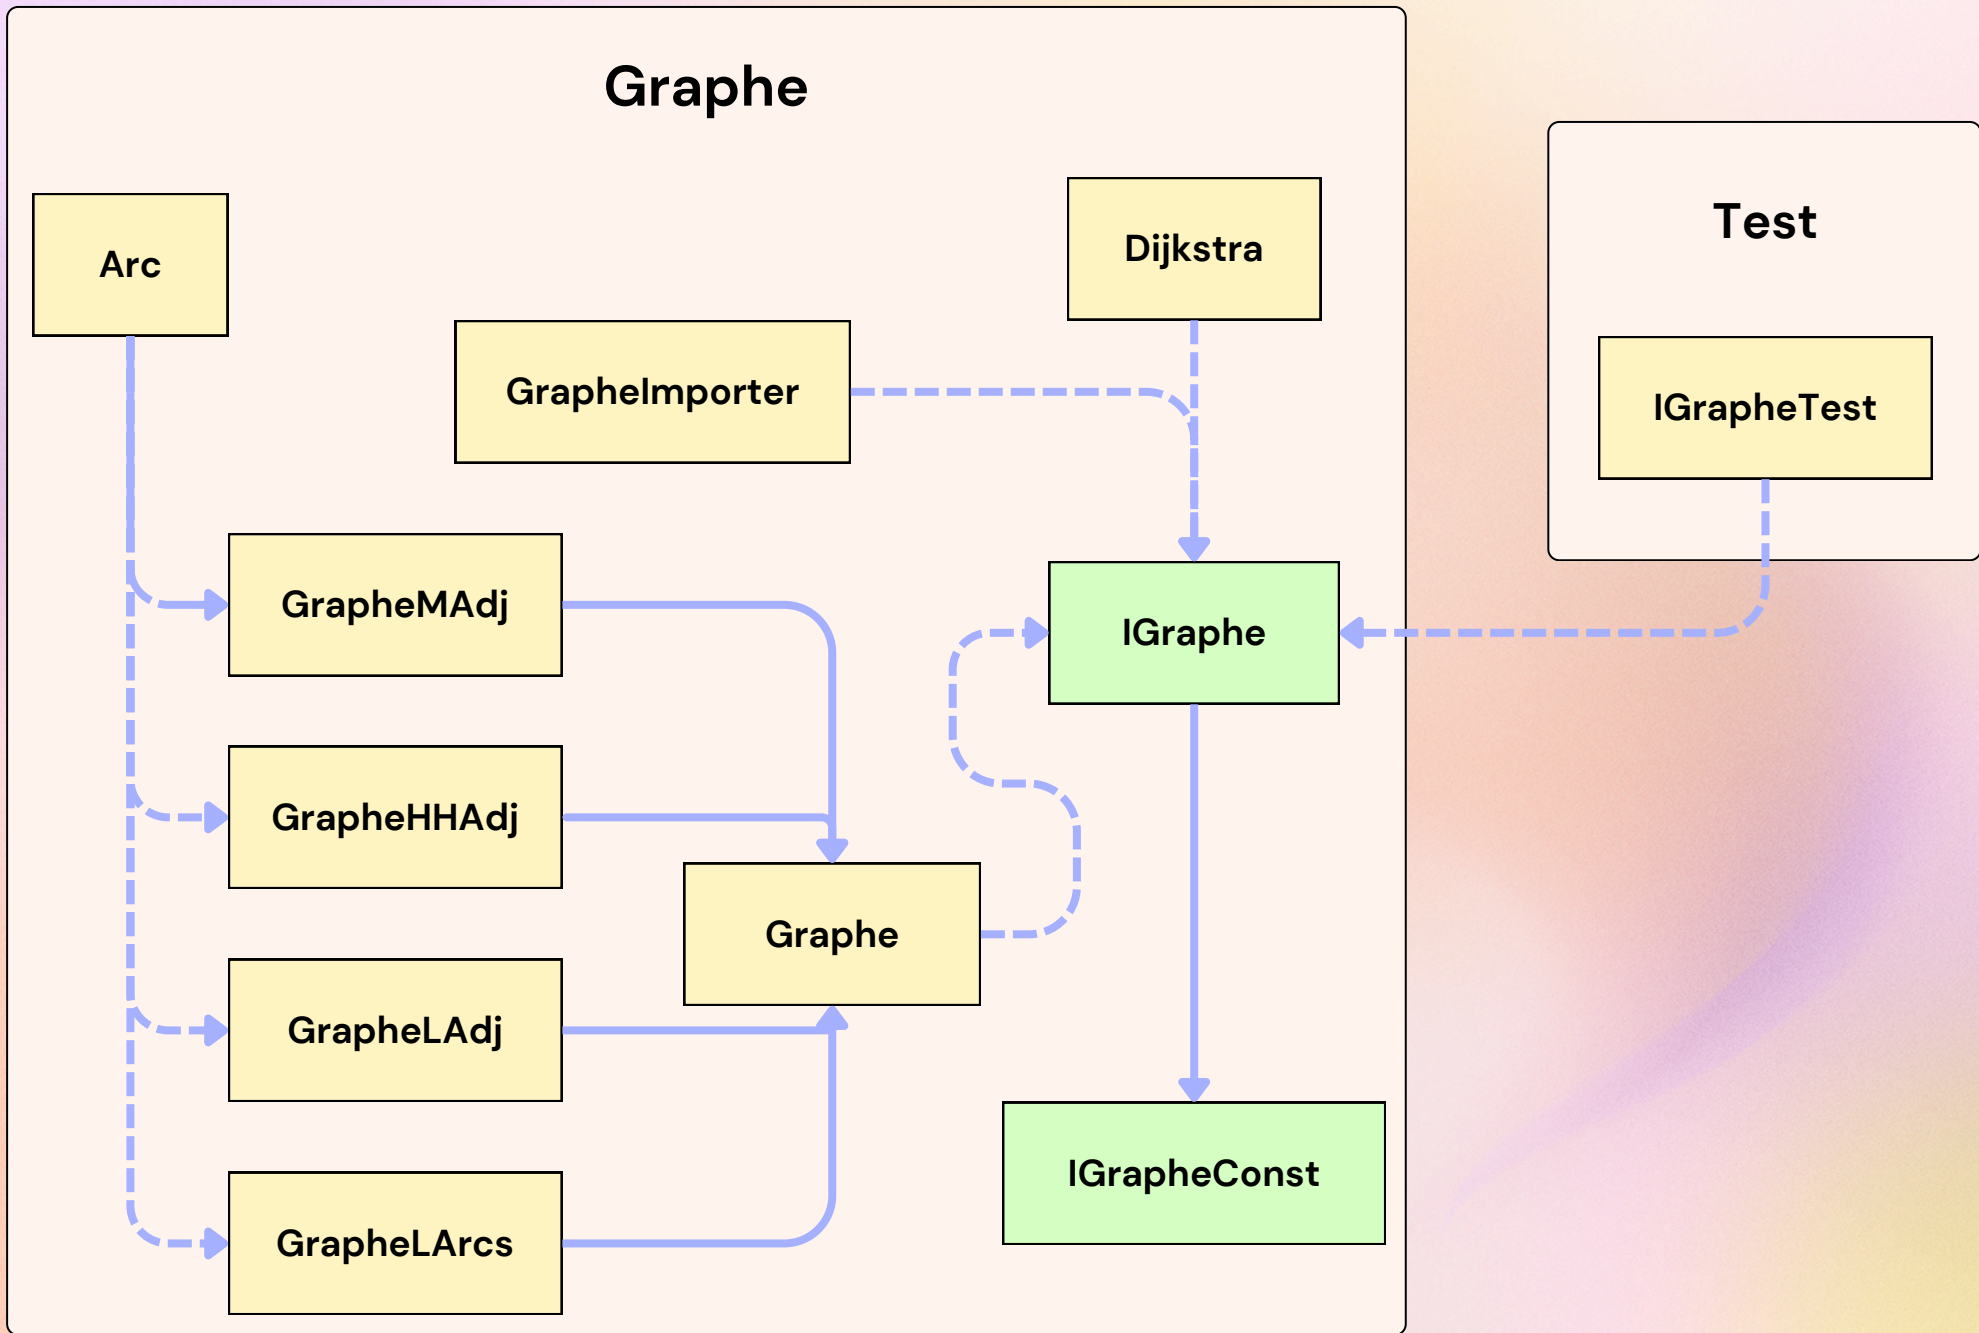 Graphe
Test
Arc
Dijkstra
GrapheImporter
IGrapheTest
GrapheMAdj
IGraphe
GrapheHHAdj
Graphe
GrapheLAdj
IGrapheConst
GrapheLArcs